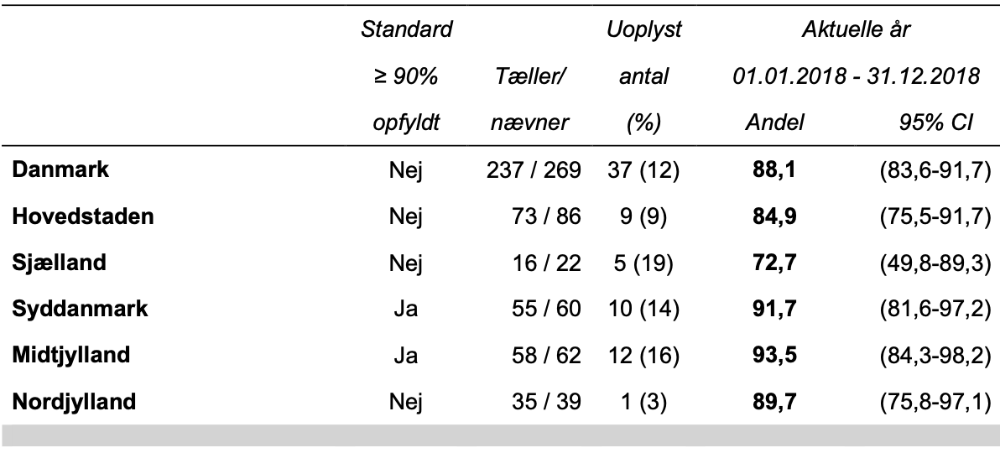 Standard Uoplyst Aktuelle år
≥ 90% Tæller/ antal 01.01.2018 - 31.12.2018
opfyldt nævner (%) Andel 95% CI
Danmark Nej 237 / 269 37 (12) 88,1 (83,6-91,7)
Hovedstaden Nej 73 / 86 9 (9) 84,9 (75,5-91,7)
Sjælland Nej 16 / 22 5 (19) 72,7 (49,8-89,3)
Syddanmark Ja 55 / 60 10 (14) 91,7 (81,6-97,2)
Midtjylland Ja 58 / 62 12 (16) 93,5 (84,3-98,2)
Nordjylland Nej 35 / 39 1 (3) 89,7 (75,8-97,1)